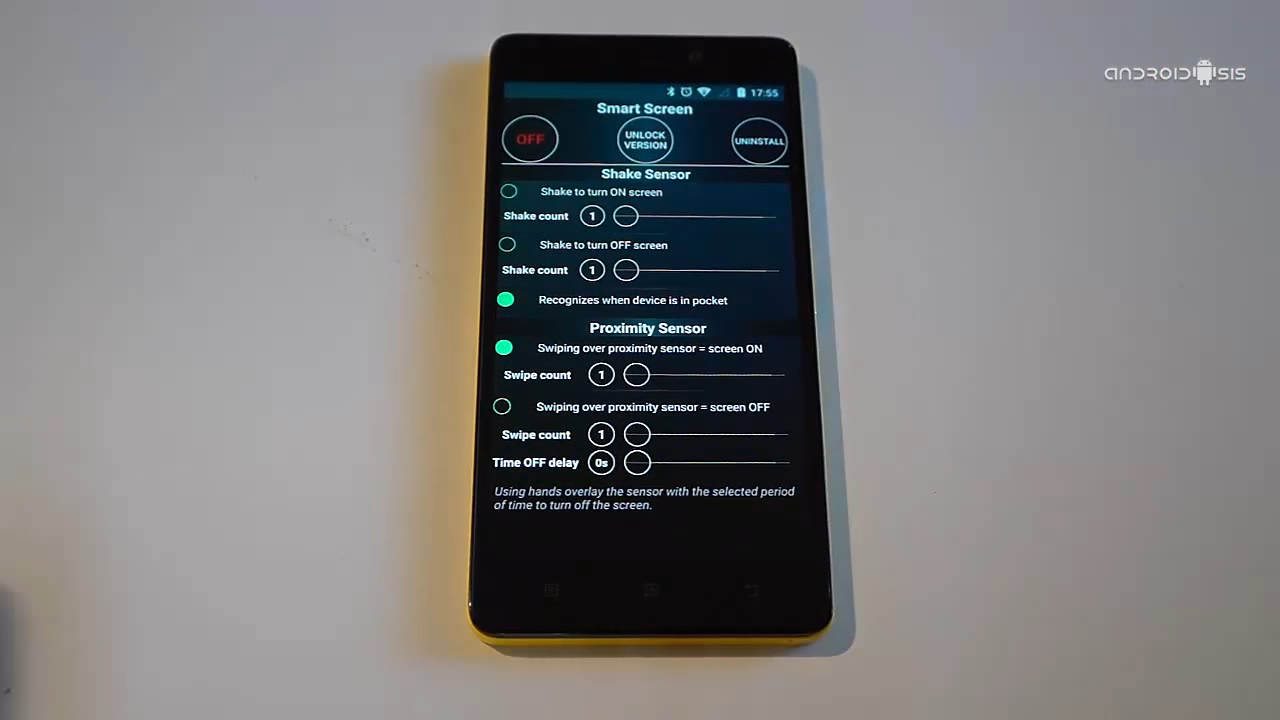 ANDROIDSIS
17:55
Smart Screen
OFF
UNLOCK
VERSION
UNINSTALL
Shake Sensor
Shake to turn ON screen
Shake count 1
Shake to turn OFF screen
Shake count 1
Recognizes when device is in pocket
Proximity Sensor
Swiping over proximity sensor = screen ON
Swipe count 1
Swiping over proximity sensor = screen OFF
Swipe count 1
Time OFF delay 0s
Using hands overlay the sensor with the selected period
of time to turn off the screen.